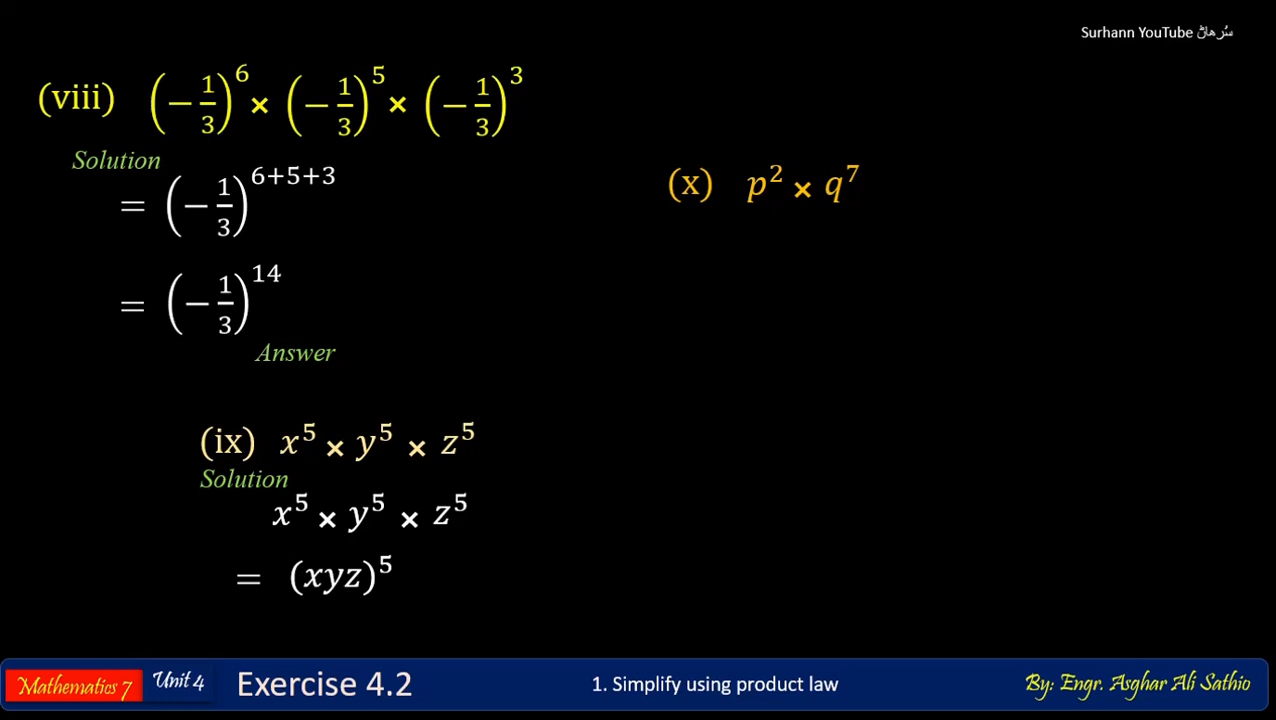 Surhann YouTube سُرهاڻ
(viii) (−1/3)^6 × (−1/3)^5 × (−1/3)^3
Solution
= (−1/3)^{6+5+3}
= (−1/3)^{14}
Answer
(ix) x^5 × y^5 × z^5
Solution
x^5 × y^5 × z^5
= (xyz)^5
(x) p^2 × q^7
Mathematics 7 Unit 4 Exercise 4.2 1. Simplify using product law By: Engr. Asghar Ali Sathio